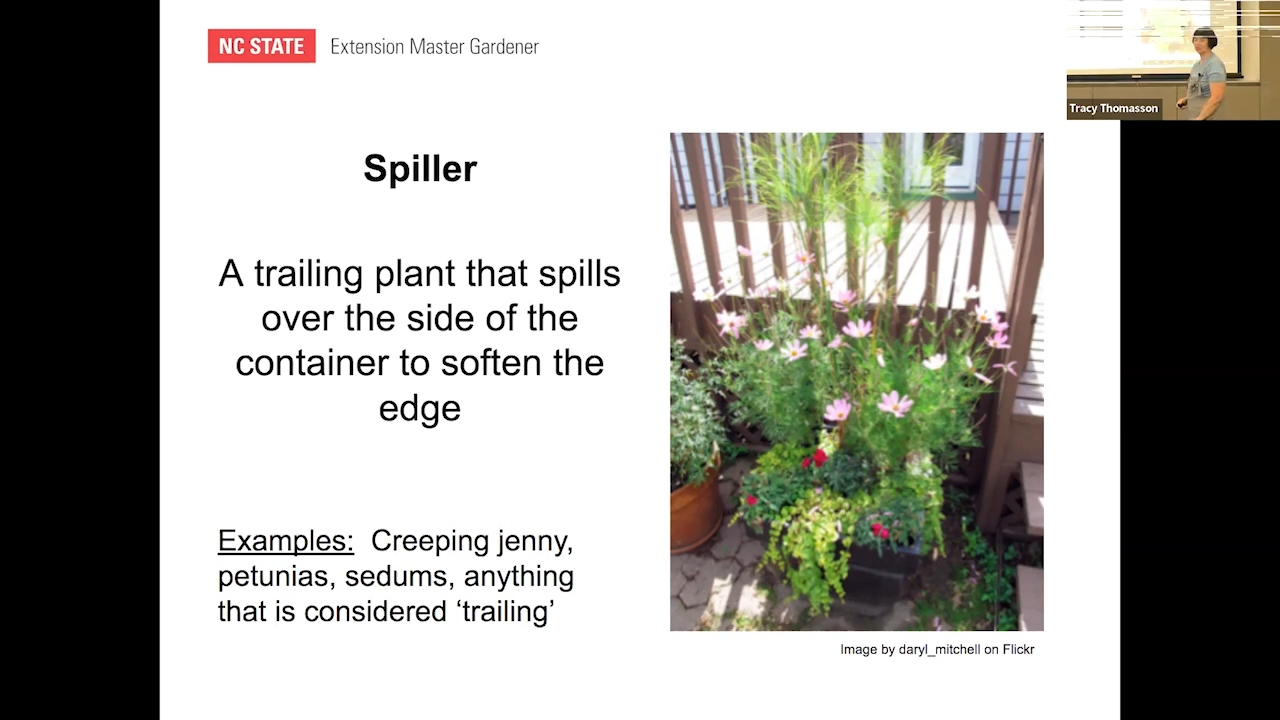 NC STATE Extension Master Gardener
Tracy Thomasson
Spiller
A trailing plant that spills
over the side of the
container to soften the
edge
Examples: Creeping jenny,
petunias, sedums, anything
that is considered ‘trailing’
Image by daryl_mitchell on Flickr